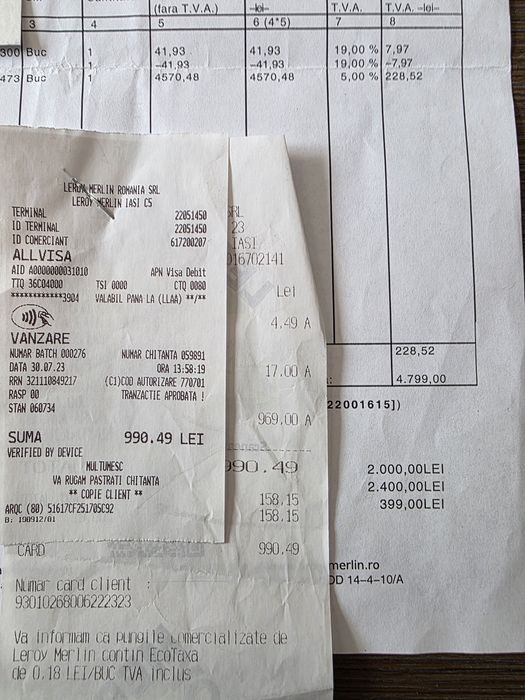 (fara T.V.A.) -lei- T.V.A. T.V.A. -lei-
3 4 5 6 (4*5) 7 8
300 Buc 1 41,93 41,93 19,00 % 7,97
1 -41,93 -41,93 19,00 % -7,97
473 Buc 1 4570,48 4570,48 5,00 % 228,52
228,52
4.799,00
22001615])
2.000,00LEI
2.400,00LEI
399,00LEI
merlin.ro
OD 14-4-10/A
LEROY MERLIN ROMANIA SRL
LEROY MERLIN IASI C5
TERMINAL 22051450
ID TERMINAL 22051450
ID COMERCIANT 617200207
ALLVISA
AID A0000000031010 APN Visa Debit
TTQ 36C04000 TSI 0000 CTQ 0080
************3904 VALABIL PANA LA (LLAA) **/**
VANZARE
NUMAR BATCH 000276 NUMAR CHITANTA 059891
DATA 30.07.23 ORA 13:58:19
RRN 321110849217 (C1)COD AUTORIZARE 770701
RASP 00 TRANZACTIE APROBATA !
STAN 060734
SUMA 990.49 LEI
VERIFIED BY DEVICE
MULTUMESC
VA RUGAM PASTRATI CHITANTA
** COPIE CLIENT **
ARQC (80) 51617CF251705C92
B: 190912/01
SRL
23
IASI
016702141
Lei
4.49 A
17.00 A
969.00 A
990.49
158.15
158.15
CARD 990.49
Numar card client :
93010268006222323
Va informam ca pungile comercializate de
Leroy Merlin contin EcoTaxa
de 0.18 LEI/BUC TVA inclus